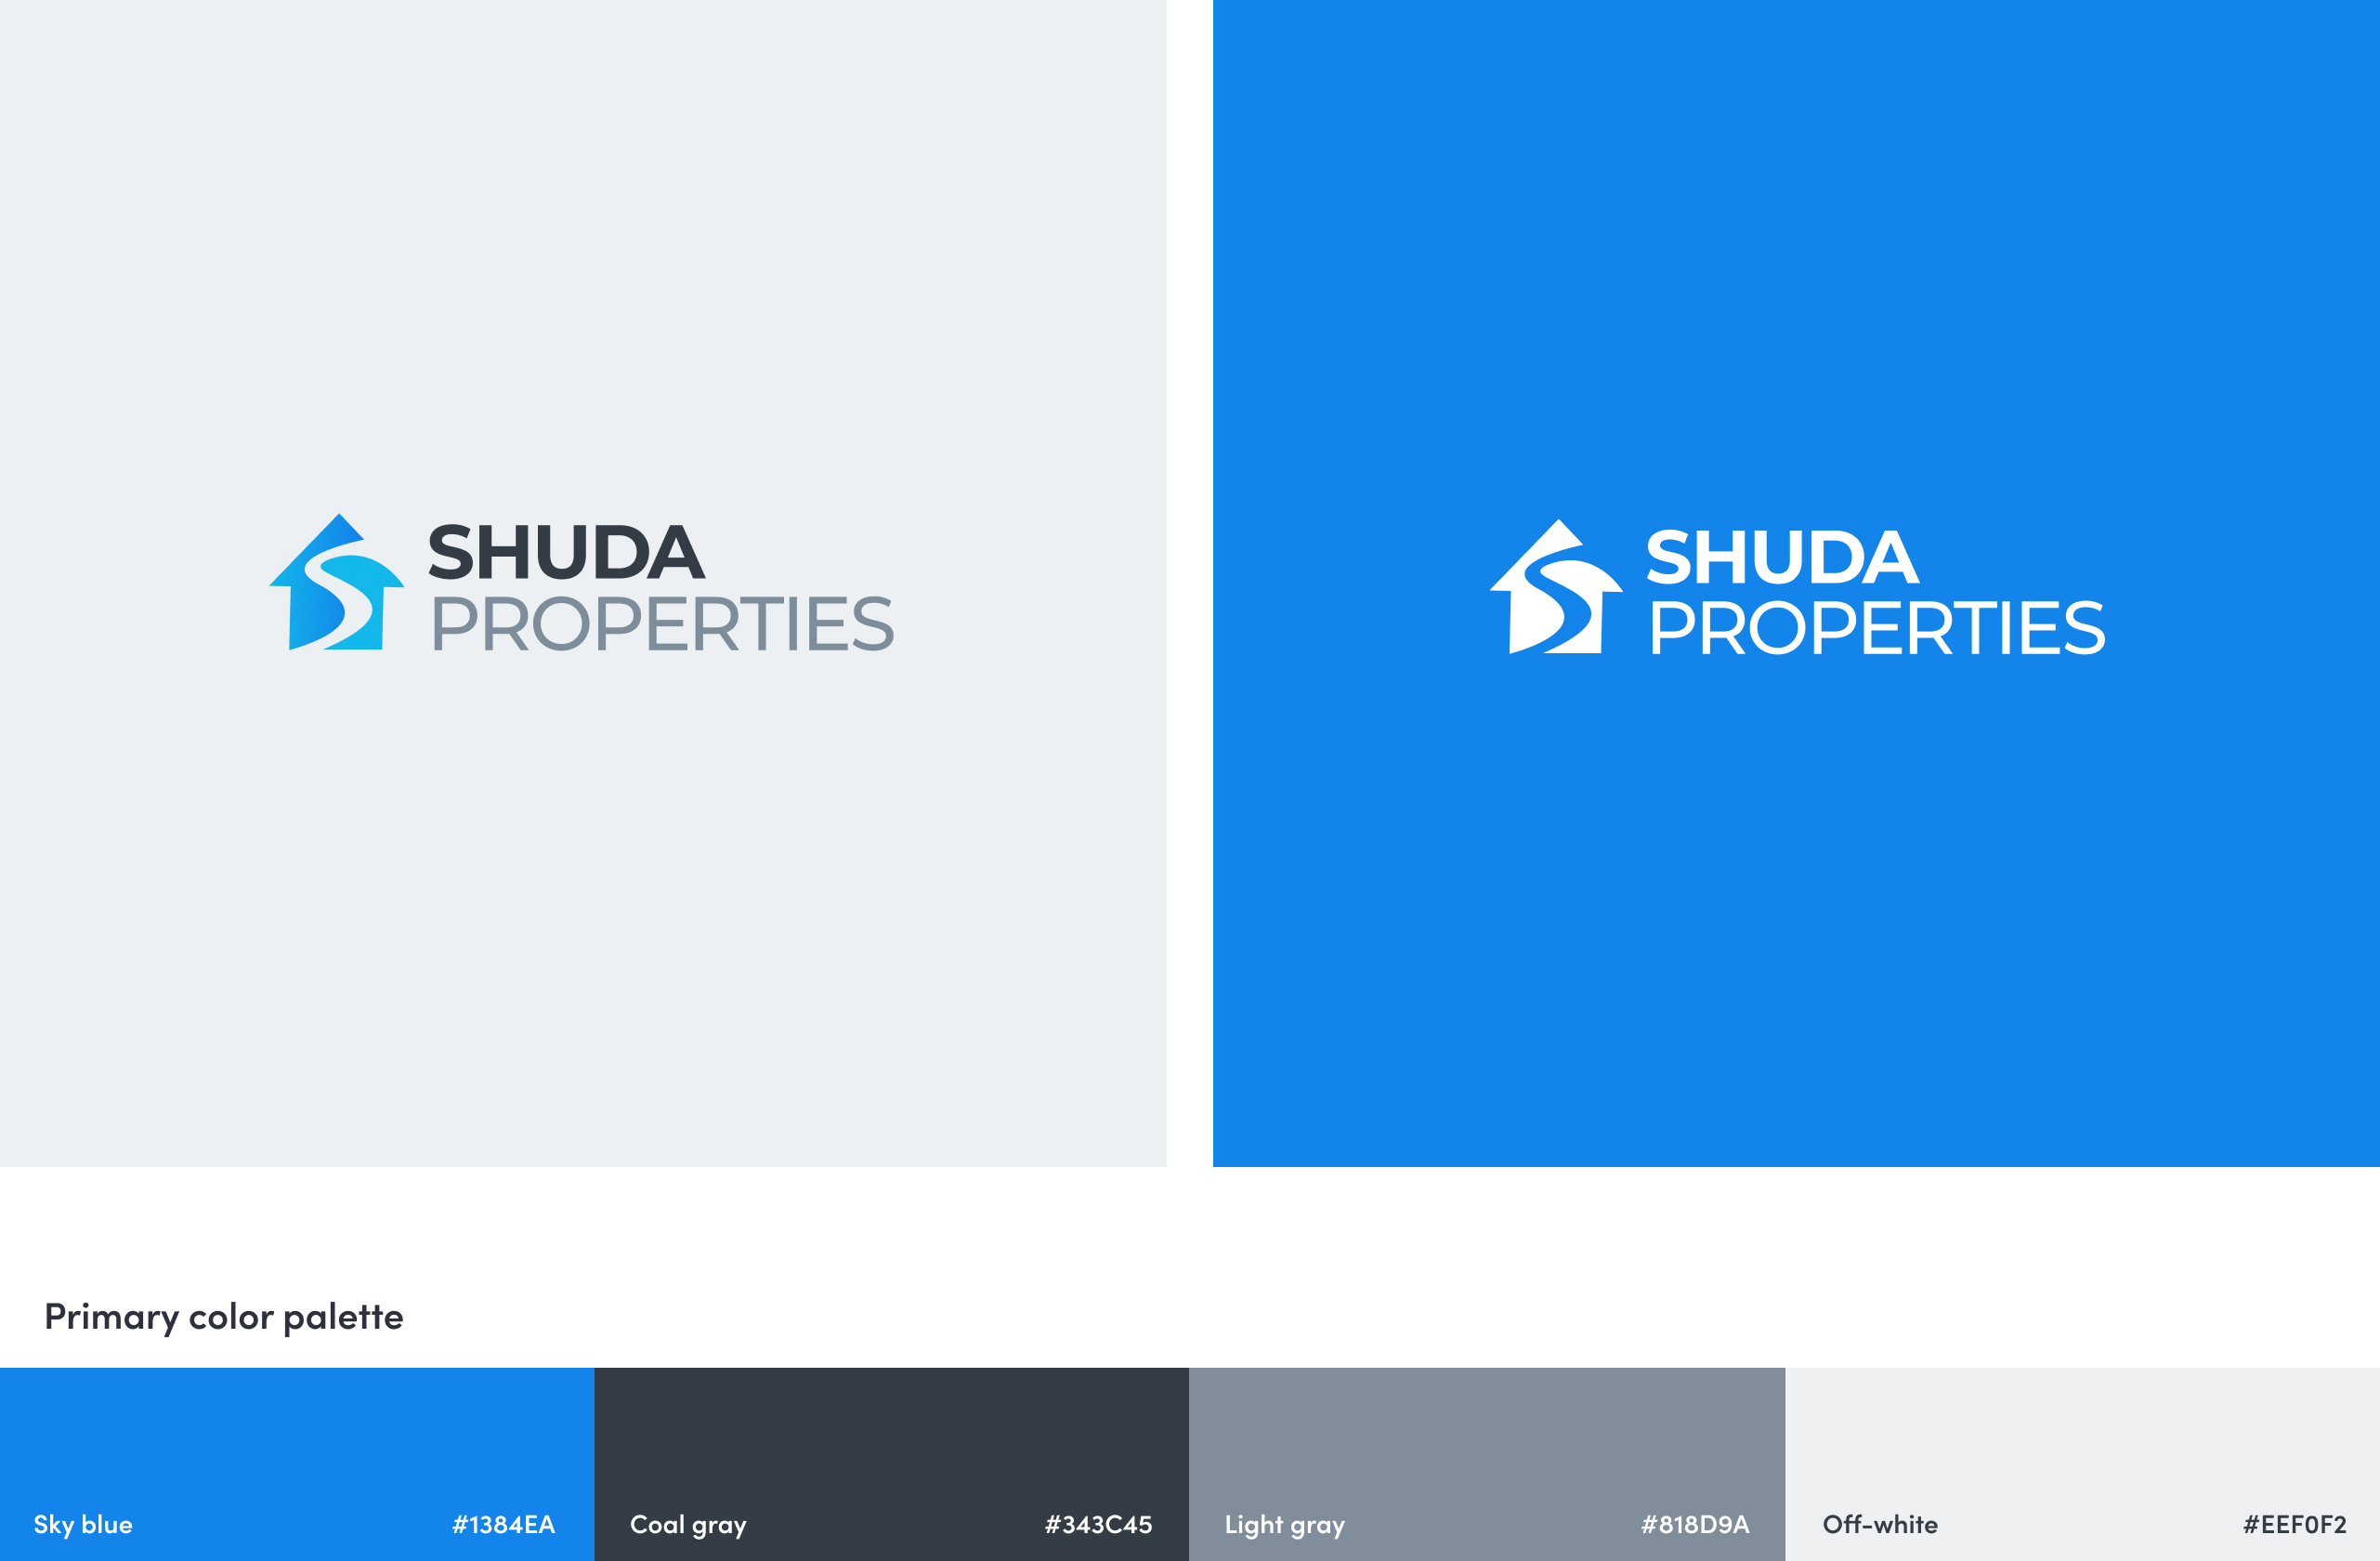 SHUDA
PROPERTIES
SHUDA
PROPERTIES
Primary color palette
Sky blue
#1384EA
Coal gray
#343C45
Light gray
#818D9A
Off-white
#EEF0F2